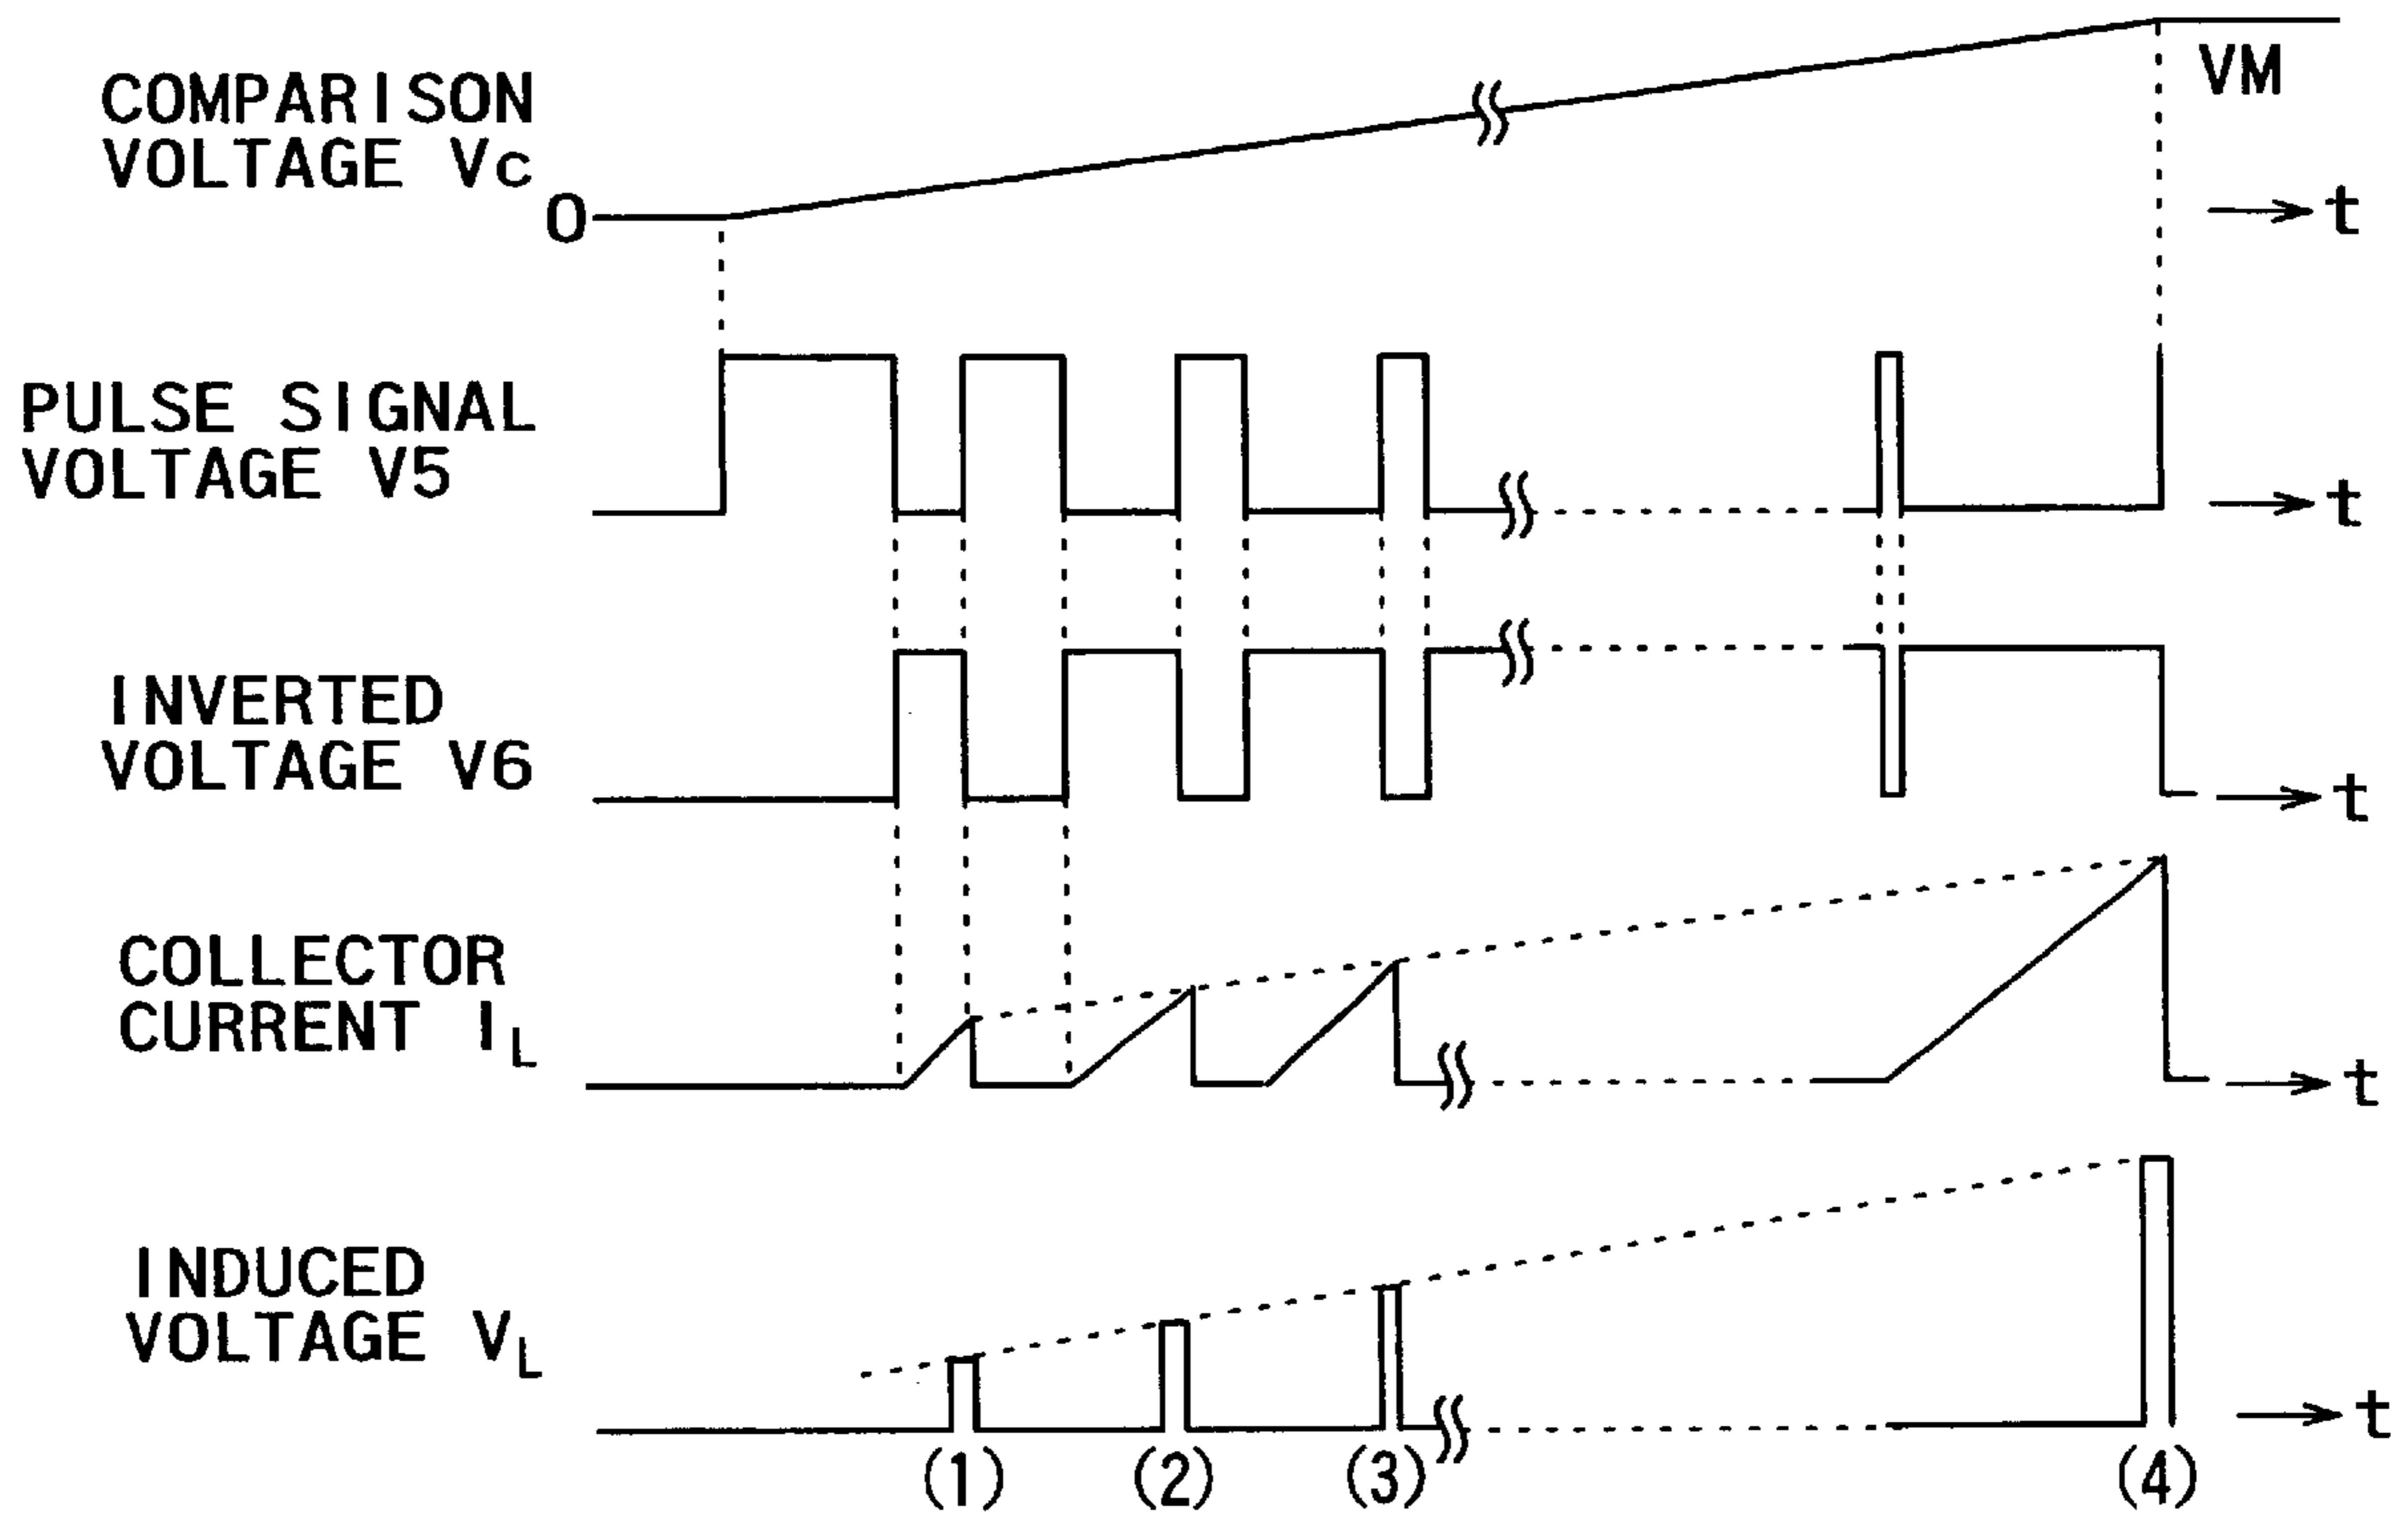 COMPARISON
VOLTAGE Vc
0
VM
t
PULSE SIGNAL
VOLTAGE V5
t
INVERTED
VOLTAGE V6
t
COLLECTOR
CURRENT IL
t
INDUCED
VOLTAGE VL
t
(1) (2) (3) (4)